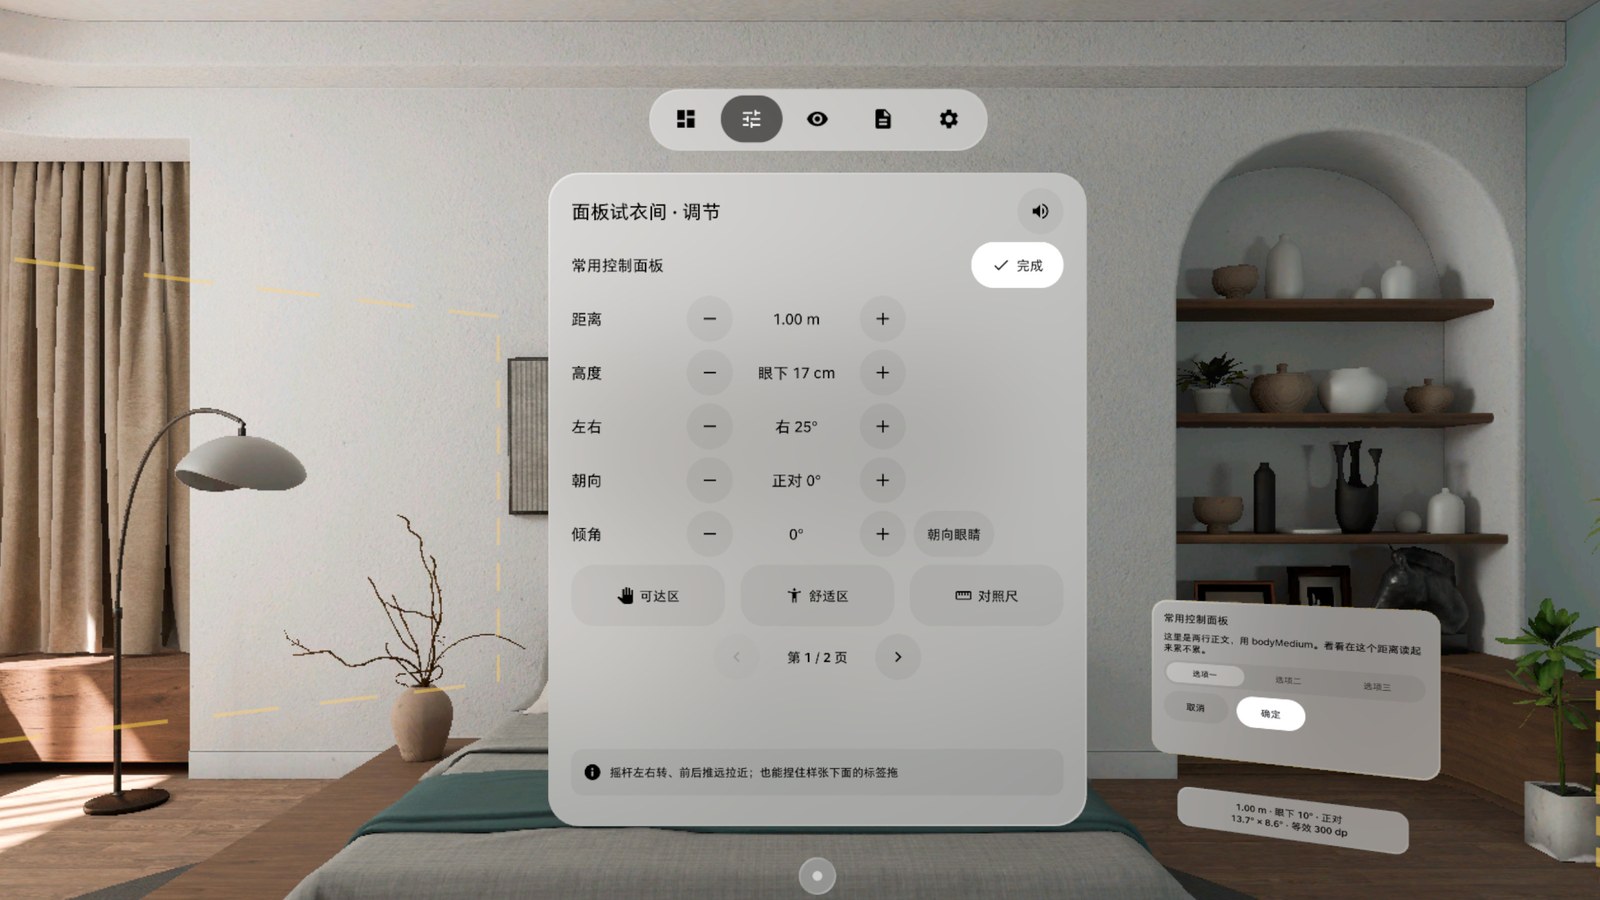 面板试衣间 · 调节
常用控制面板
完成
距离
1.00 m
高度
眼下 17 cm
左右
右 25°
朝向
正对 0°
倾角
0°
朝向眼睛
可达区
舒适区
对照尺
第 1 / 2 页
摇杆左右转、前后推远拉近；也能捏住样张下面的标签拖
常用控制面板
这里是两行正文，用 bodyMedium。看看在这个距离读起
来累不累。
选项一
选项二
选项三
取消
确定
1.00 m · 眼下 10° · 正对
13.7° × 8.6° · 等效 300 dp